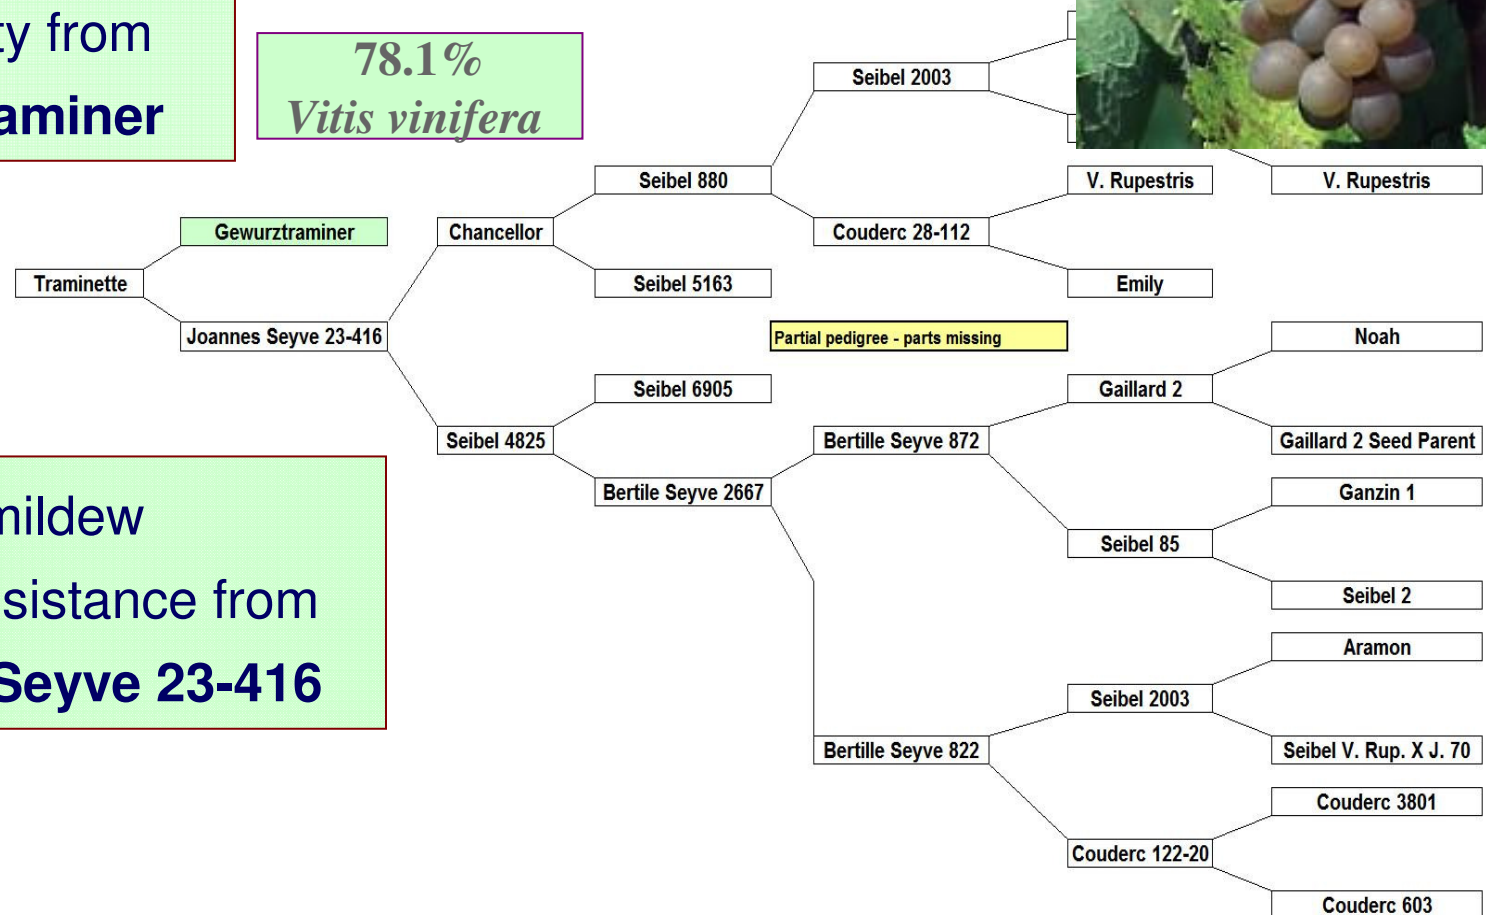 ty from
aminer
78.1%
Vitis vinifera
Seibel 2003
Seibel 880
V. Rupestris
V. Rupestris
Gewurztraminer
Chancellor
Couderc 28-112
Traminette
Seibel 5163
Emily
Joannes Seyve 23-416
Partial pedigree - parts missing
Noah
Seibel 6905
Gaillard 2
Seibel 4825
Bertille Seyve 872
Gaillard 2 Seed Parent
Bertile Seyve 2667
Ganzin 1
mildew
Seibel 85
sistance from
Seibel 2
Seyve 23-416
Aramon
Seibel 2003
Bertille Seyve 822
Seibel V. Rup. X J. 70
Couderc 3801
Couderc 122-20
Couderc 603